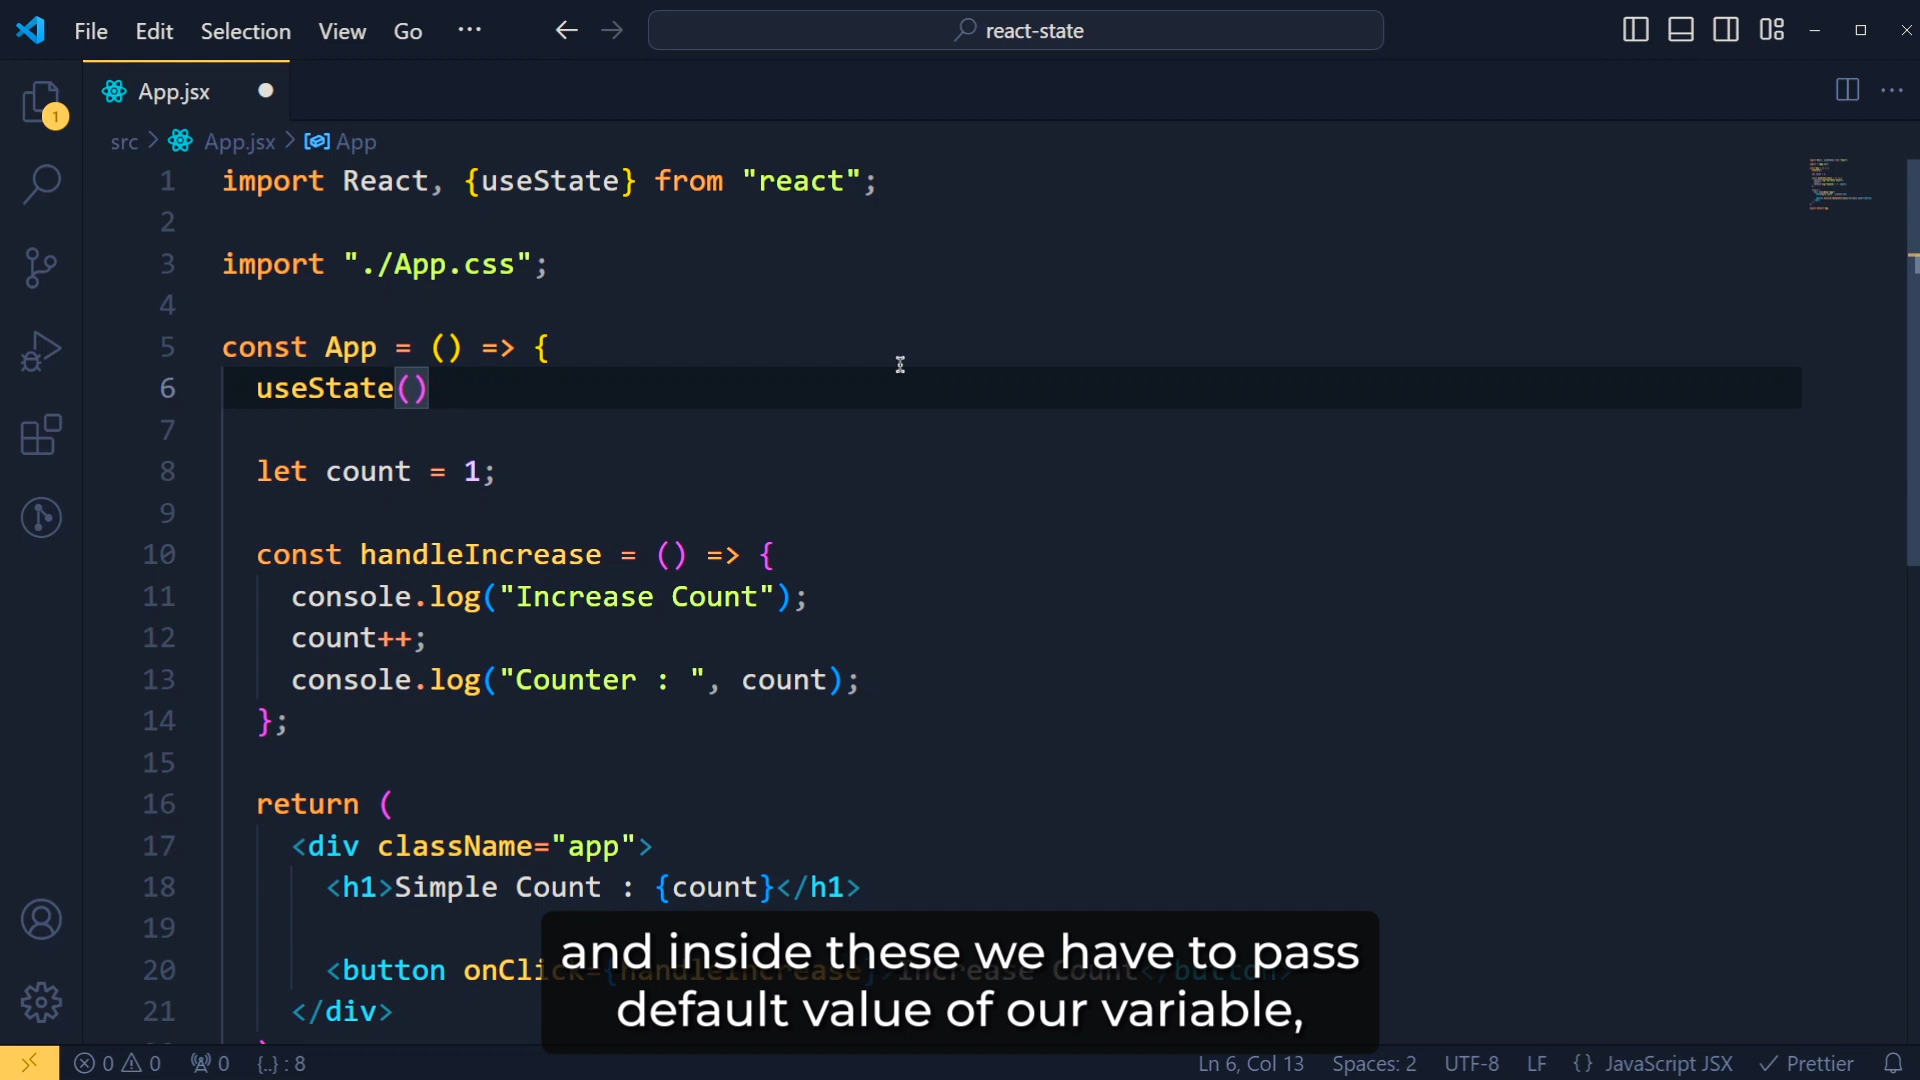 File Edit Selection View Go ··· react-state
App.jsx
1
src > App.jsx > App
1 import React, {useState} from "react";
2
3 import "./App.css";
4
5 const App = () => {
6 useState()
7
8 let count = 1;
9
10 const handleIncrease = () => {
11 console.log("Increase Count");
12 count++;
13 console.log("Counter : ", count);
14 };
15
16 return (
17 <div className="app">
18 <h1>Simple Count : {count}</h1>
19
20 <button onClick={handleIncrease}>Increase Count</button>
21 </div>
and inside these we have to pass
default value of our variable,
0 0 0 {..} : 8 Ln 6, Col 13 Spaces: 2 UTF-8 LF {} JavaScript JSX Prettier